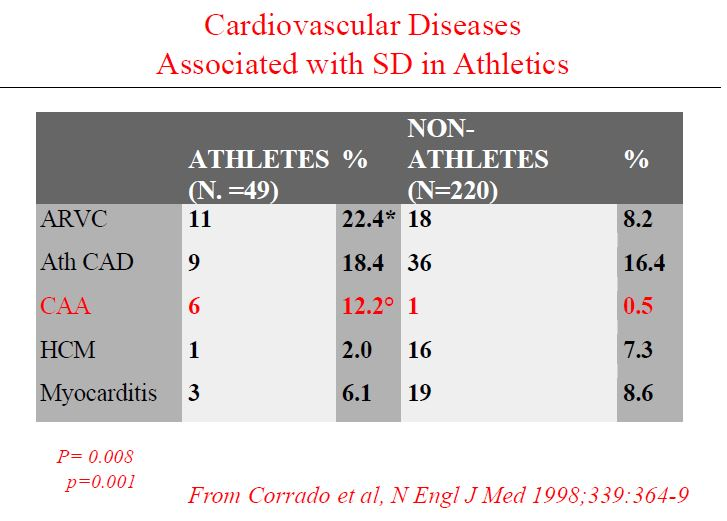 Cardiovascular Diseases
Associated with SD in Athletics
ATHLETES (N. =49) % NON-ATHLETES (N=220) %
ARVC 11 22.4* 18 8.2
Ath CAD 9 18.4 36 16.4
CAA 6 12.2° 1 0.5
HCM 1 2.0 16 7.3
Myocarditis 3 6.1 19 8.6
P= 0.008
p=0.001
From Corrado et al, N Engl J Med 1998;339:364-9